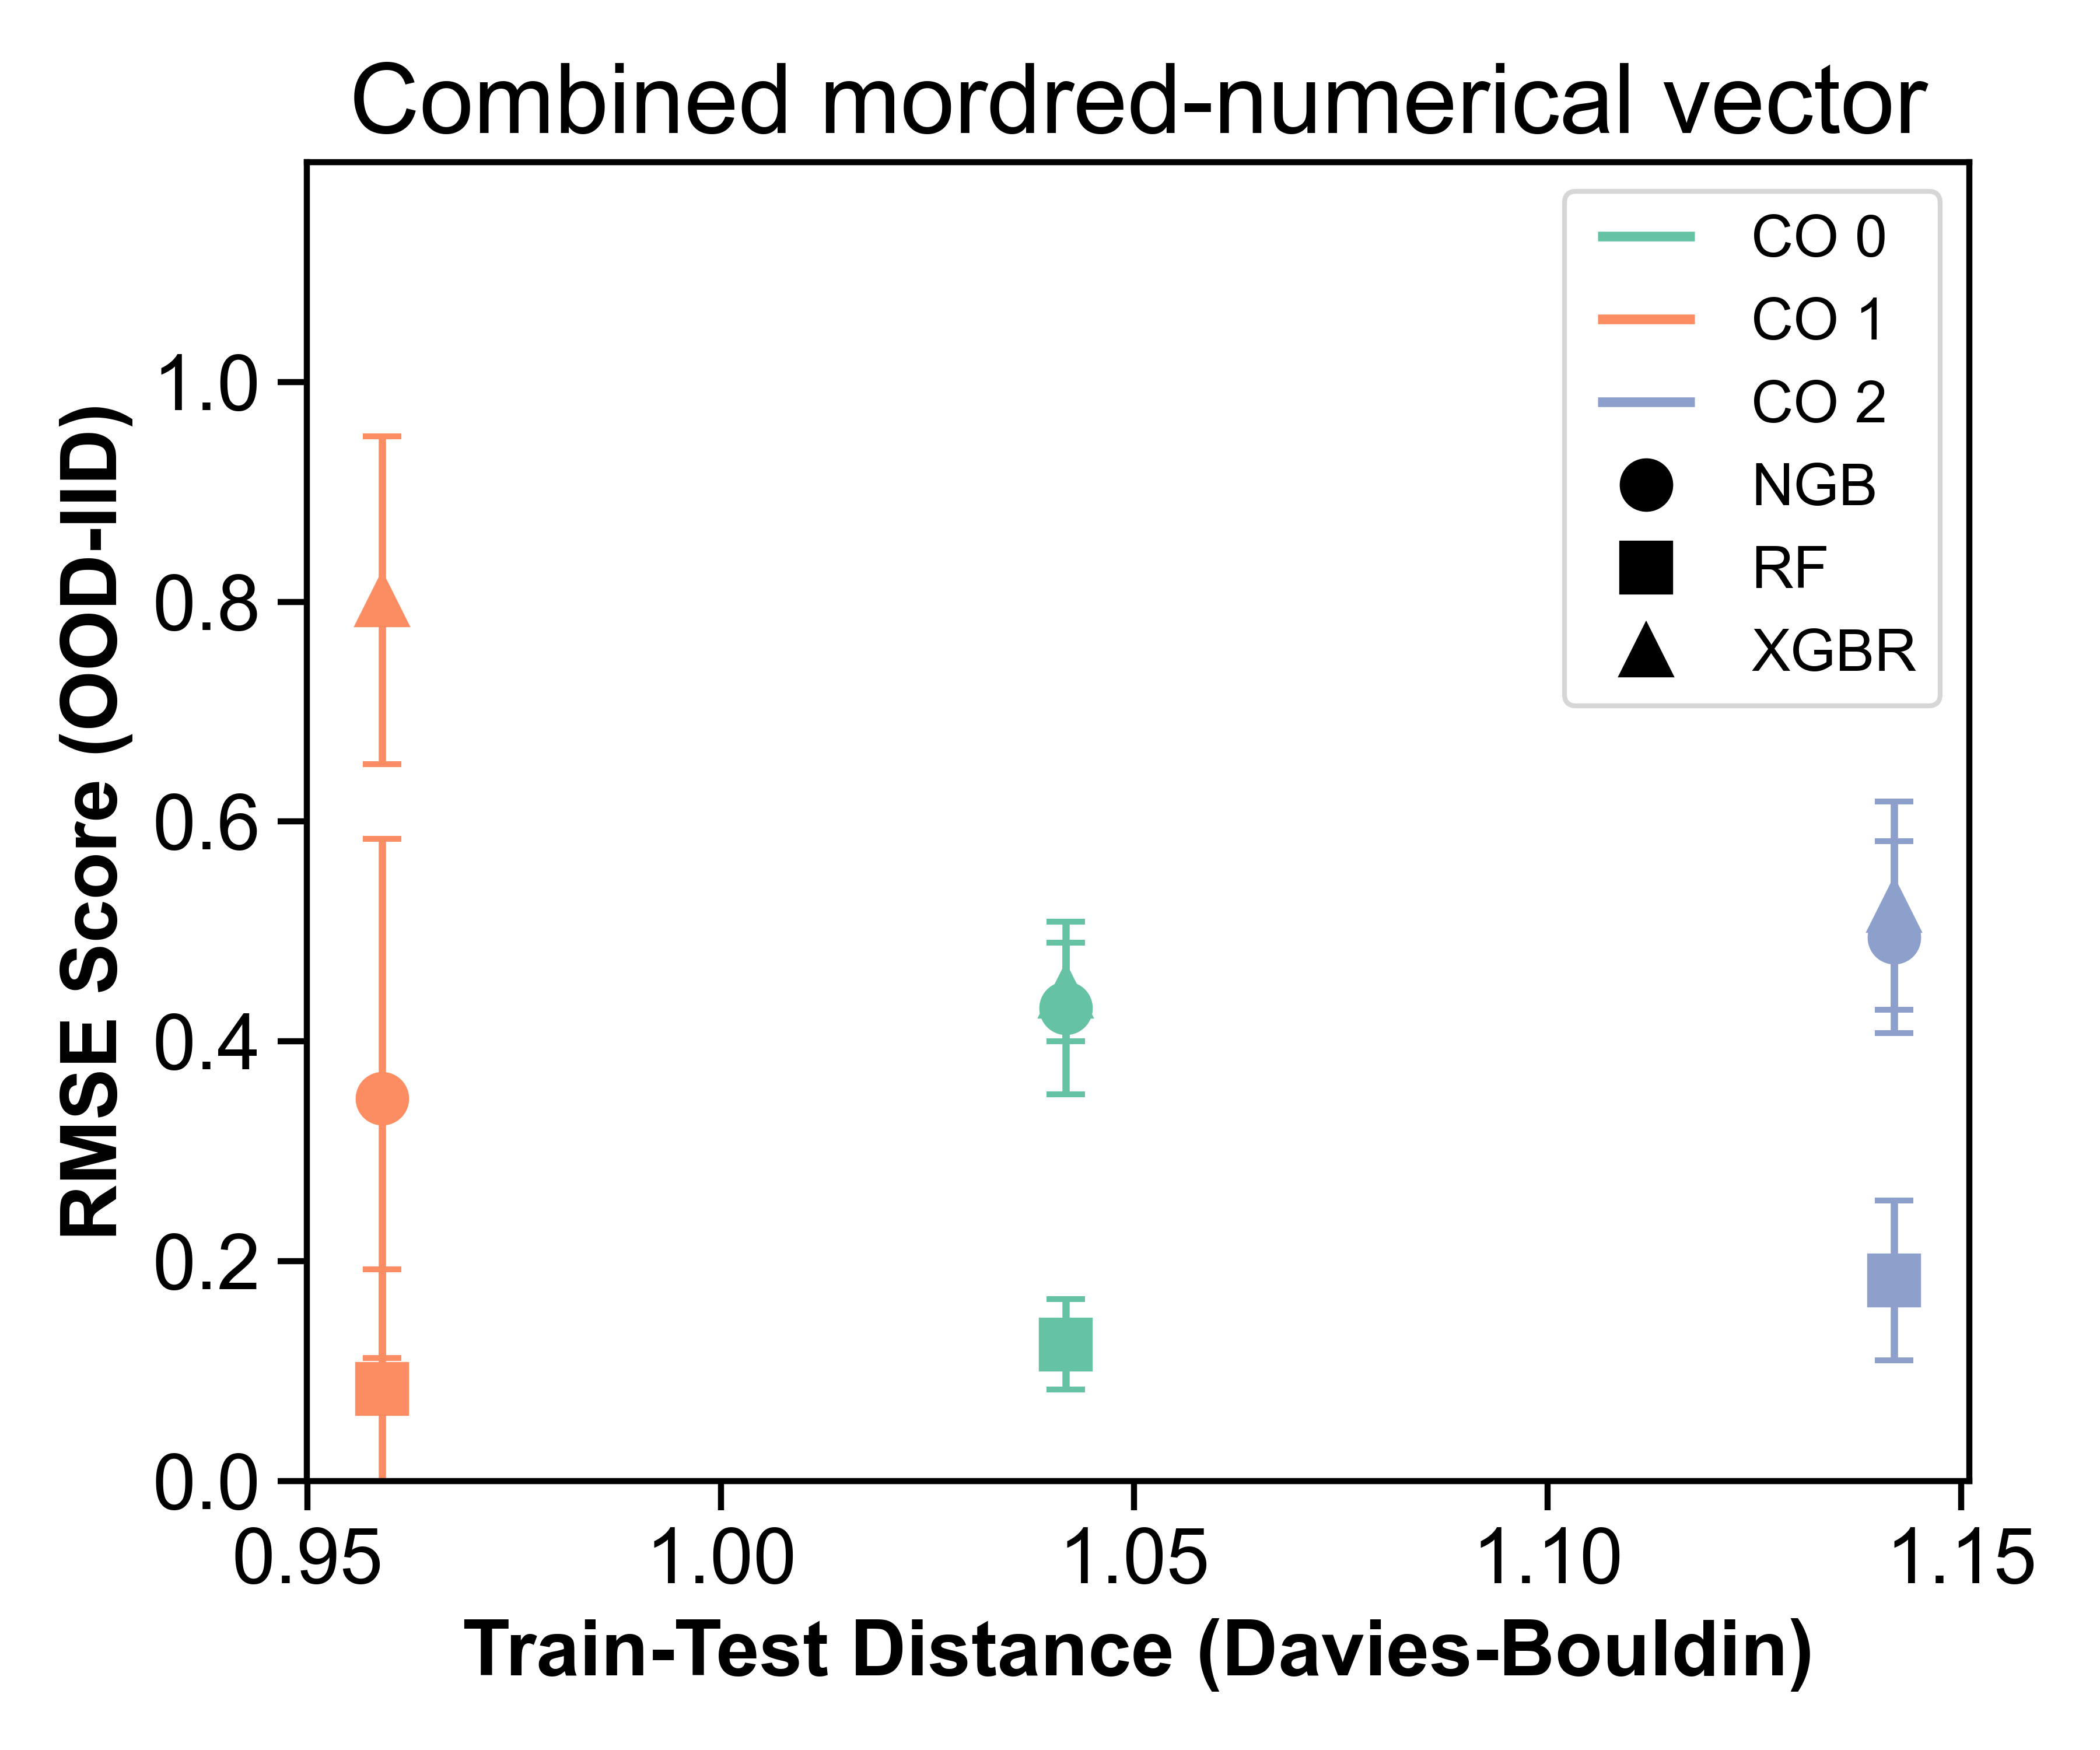 Combined mordred-numerical vector
CO 0
CO 1
CO 2
NGB
RF
XGBR
RMSE Score (OOD-IID)
1.0
0.8
0.6
0.4
0.2
0.0
0.95
1.00
1.05
1.10
1.15
Train-Test Distance (Davies-Bouldin)